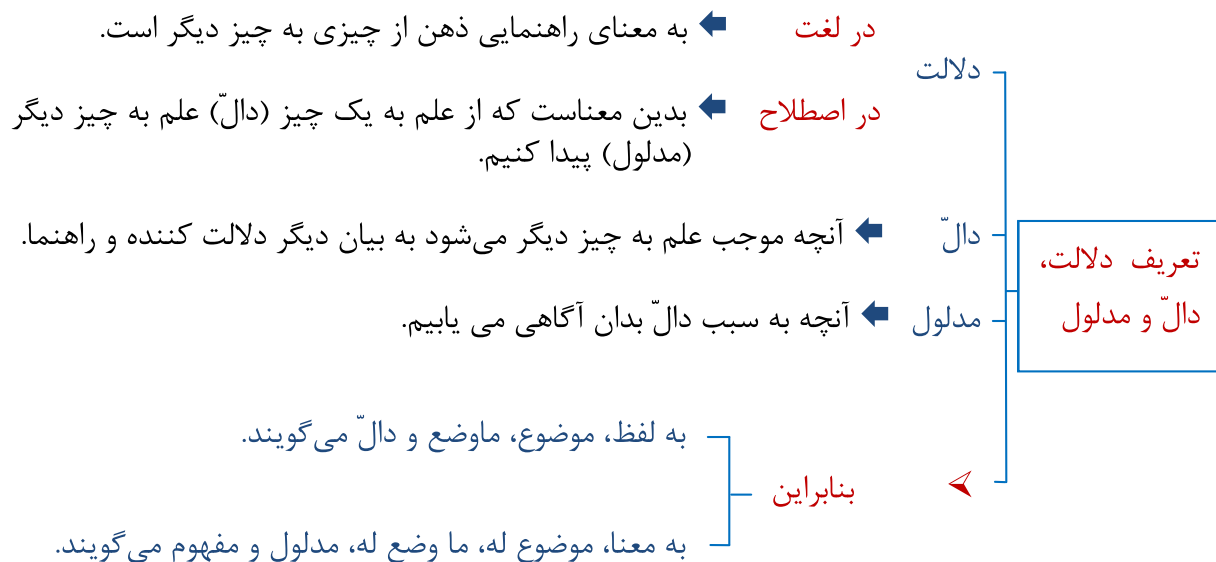 تعریف دلالت،
دالّ و مدلول
دلالت
در لغت به معنای راهنمایی ذهن از چیزی به چیز دیگر است.
در اصطلاح بدین معناست که از علم به یک چیز (دالّ) علم به چیز دیگر
(مدلول) پیدا کنیم.
دالّ آنچه موجب علم به چیز دیگر می‌شود به بیان دیگر دلالت کننده و راهنما.
مدلول آنچه به سبب دالّ بدان آگاهی می یابیم.
بنابراین
به لفظ، موضوع، ماوضع و دالّ می‌گویند.
به معنا، موضوع له، ما وضع له، مدلول و مفهوم می‌گویند.